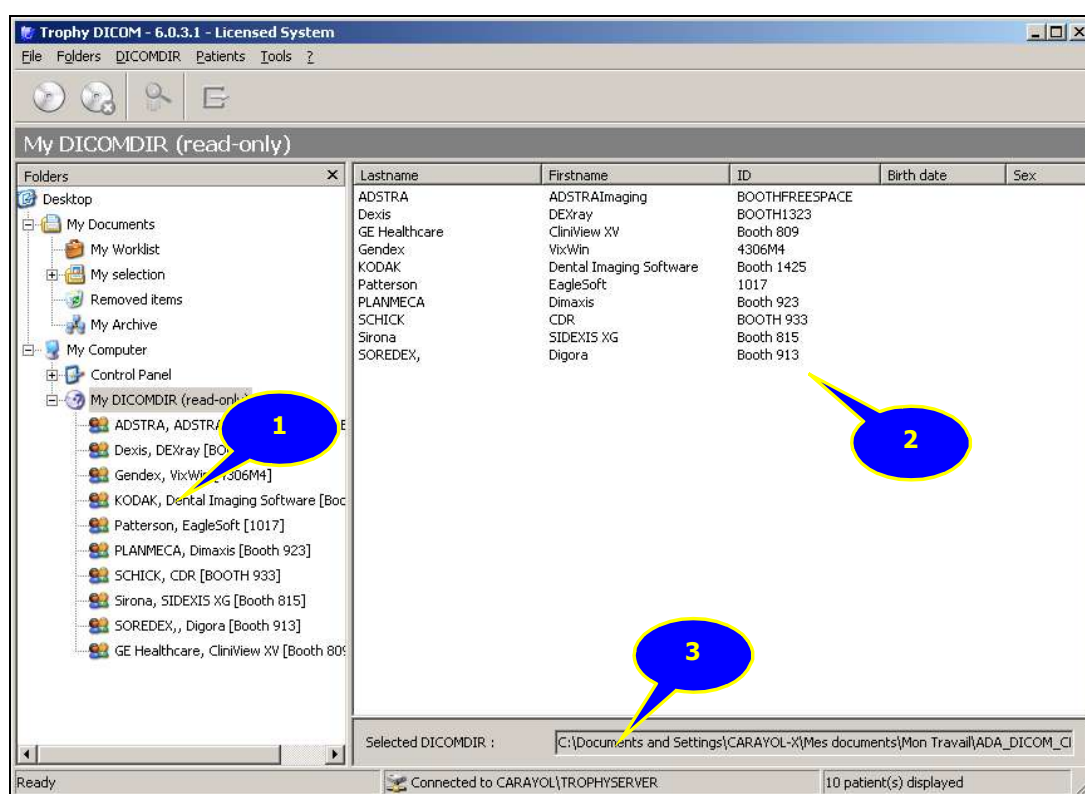 Trophy DICOM - 6.0.3.1 - Licensed System
File Folders DICOMDIR Patients Tools ?
My DICOMDIR (read-only)
Folders
Desktop
My Documents
My Worklist
My selection
Removed items
My Archive
My Computer
Control Panel
My DICOMDIR (read-only)
ADSTRA, ADSTRA
Dexis, DEXray [BO
Gendex, VixWin [4306M4]
KODAK, Dental Imaging Software [Boo
Patterson, EagleSoft [1017]
PLANMECA, Dimaxis [Booth 923]
SCHICK, CDR [BOOTH 933]
Sirona, SIDEXIS XG [Booth 815]
SOREDEX,, Digora [Booth 913]
GE Healthcare, CliniView XV [Booth 809
1
Lastname Firstname ID Birth date Sex
ADSTRA ADSTRAImaging BOOTHFREESPACE
Dexis DEXray BOOTH1323
GE Healthcare CliniView XV Booth 809
Gendex VixWin 4306M4
KODAK Dental Imaging Software Booth 1425
Patterson EagleSoft 1017
PLANMECA Dimaxis Booth 923
SCHICK CDR BOOTH 933
Sirona SIDEXIS XG Booth 815
SOREDEX, Digora Booth 913
2
3
Selected DICOMDIR : C:\Documents and Settings\CARAYOL-X\Mes documents\Mon Travail\ADA_DICOM_CI
Ready Connected to CARAYOL\TROPHYSERVER 10 patient(s) displayed